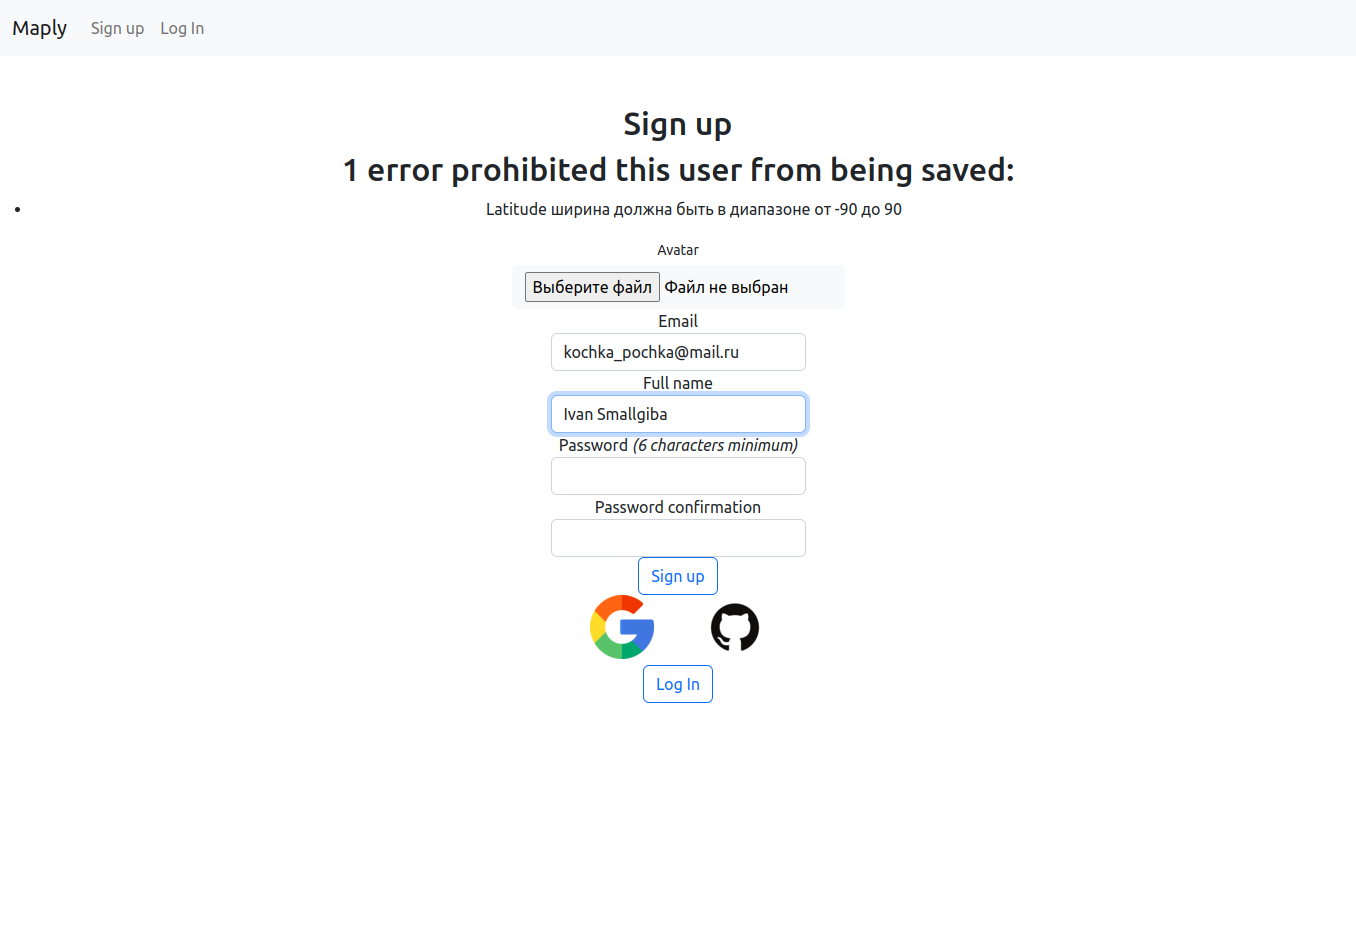 Maply Sign up Log In
Sign up
1 error prohibited this user from being saved:
Latitude ширина должна быть в диапазоне от -90 до 90
Avatar
Выберите файл Файл не выбран
Email
kochka_pochka@mail.ru
Full name
Ivan Smallgiba
Password (6 characters minimum)
Password confirmation
Sign up
Log In